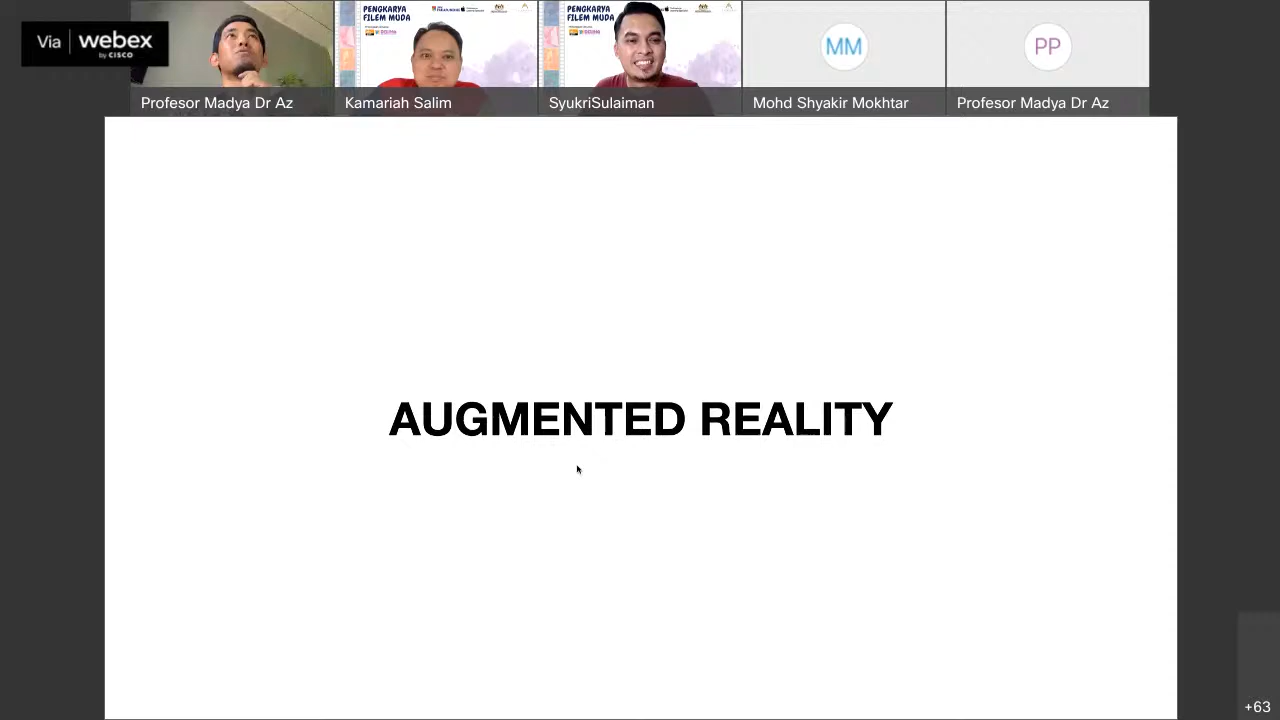 Via webex
by CISCO
PENGKARYA
FILEM MUDA
PENGKARYA
FILEM MUDA
MM
PP
Profesor Madya Dr Az
Kamariah Salim
SyukriSulaiman
Mohd Shyakir Mokhtar
Profesor Madya Dr Az
AUGMENTED REALITY
+63